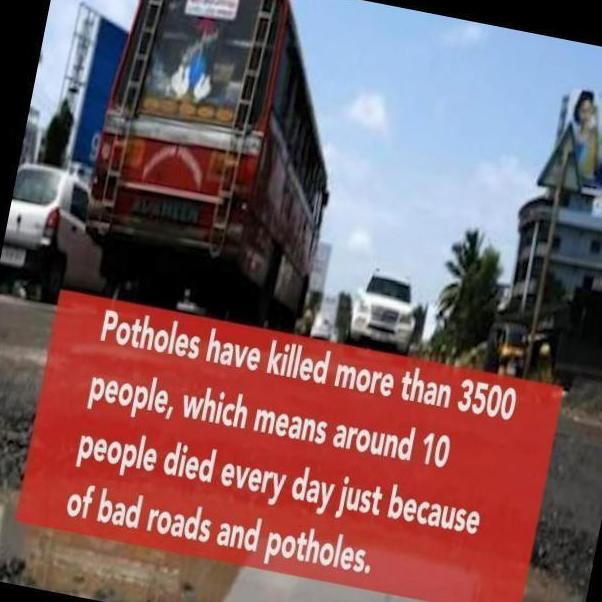 Potholes have killed more than 3500
people, which means around 10
people died every day just because
of bad roads and potholes.